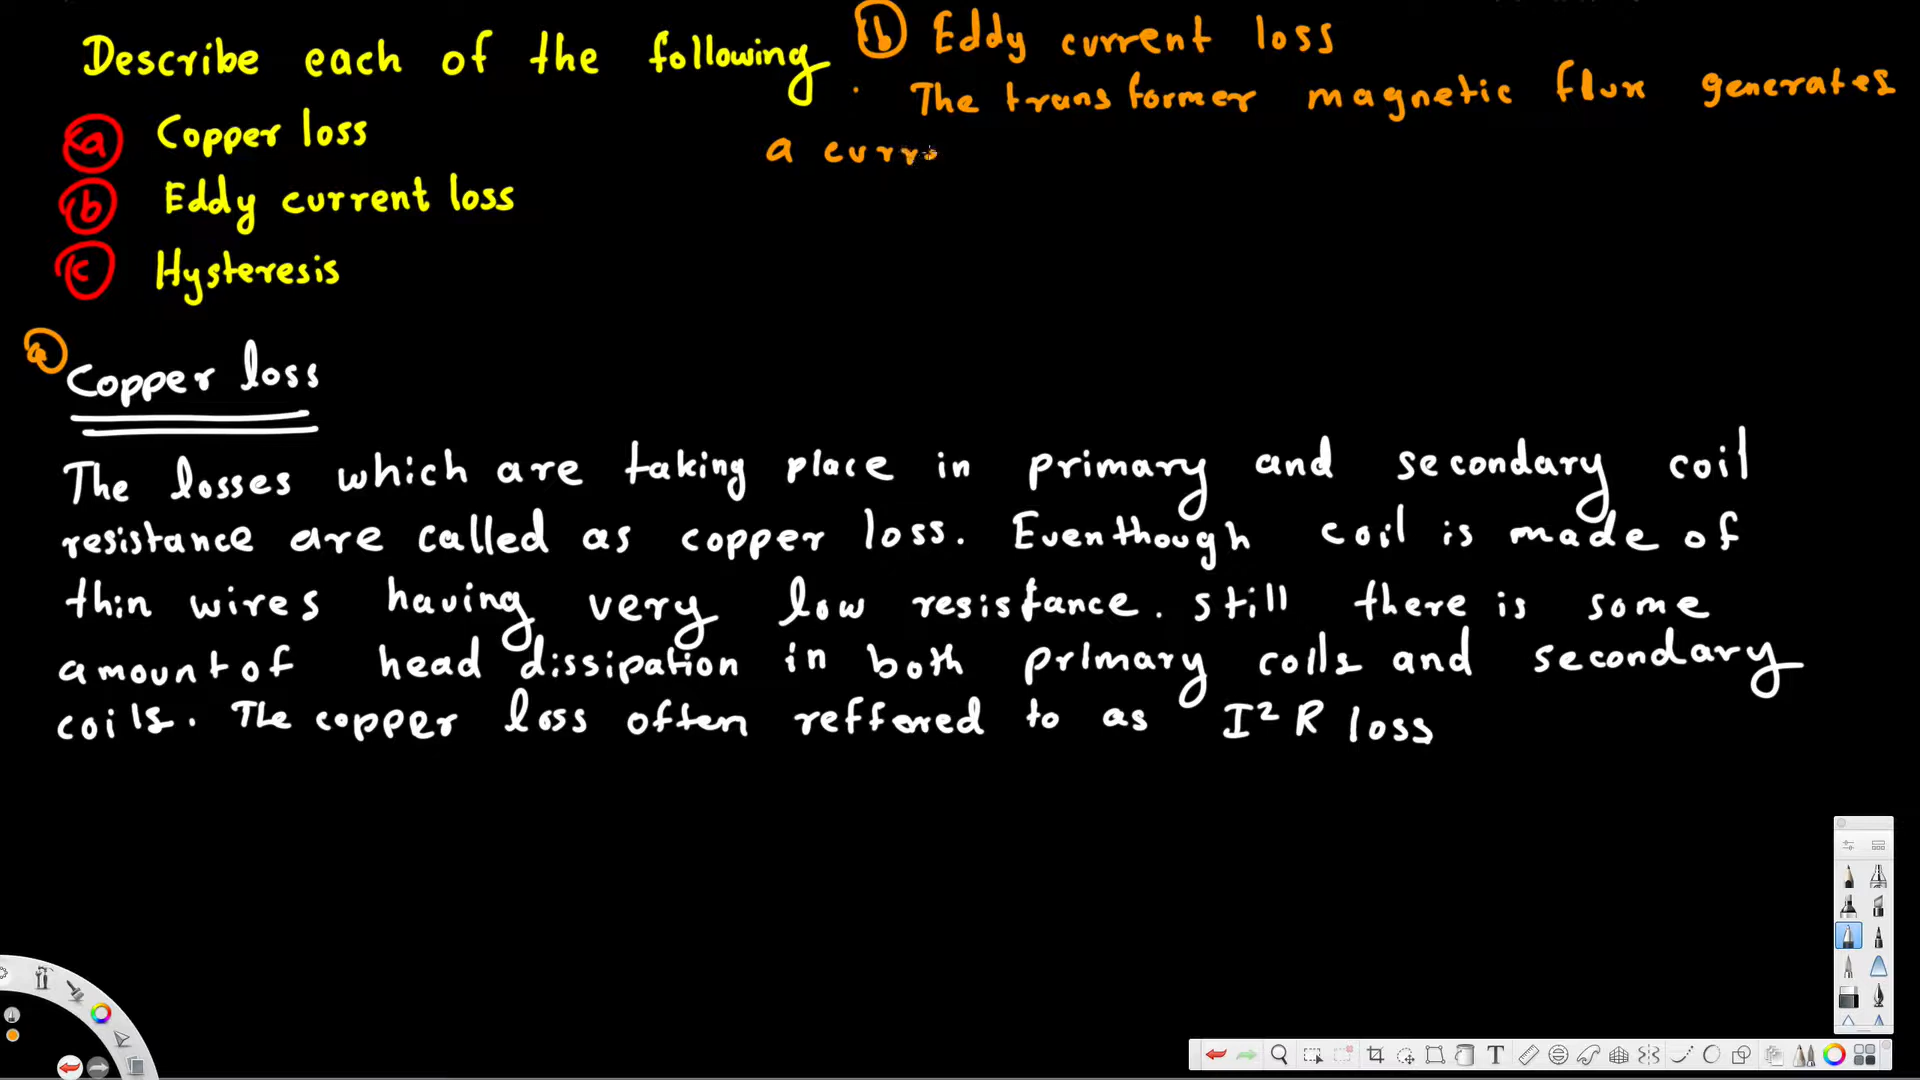 Describe each of the following
a Copper loss
b Eddy current loss
c Hysteresis
b Eddy current loss
The transformer magnetic flux generates
a curre
a Copper loss
The losses which are taking place in primary and secondary coil
resistance are called as copper loss. Eventhough coil is made of
thin wires having very low resistance. still there is some
amount of head dissipation in both primary coils and secondary
coils. The copper loss often reffered to as I²R loss
T